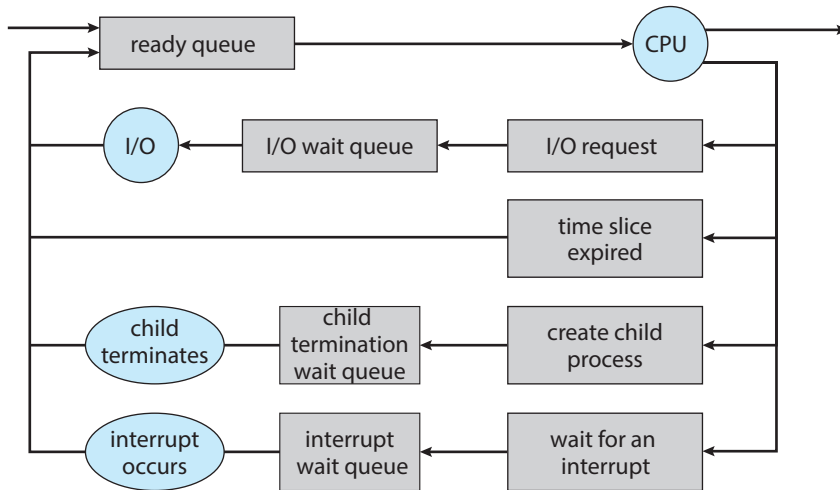 ready queue
CPU
I/O
I/O wait queue
I/O request
time slice
expired
child
terminates
child
termination
wait queue
create child
process
interrupt
occurs
interrupt
wait queue
wait for an
interrupt